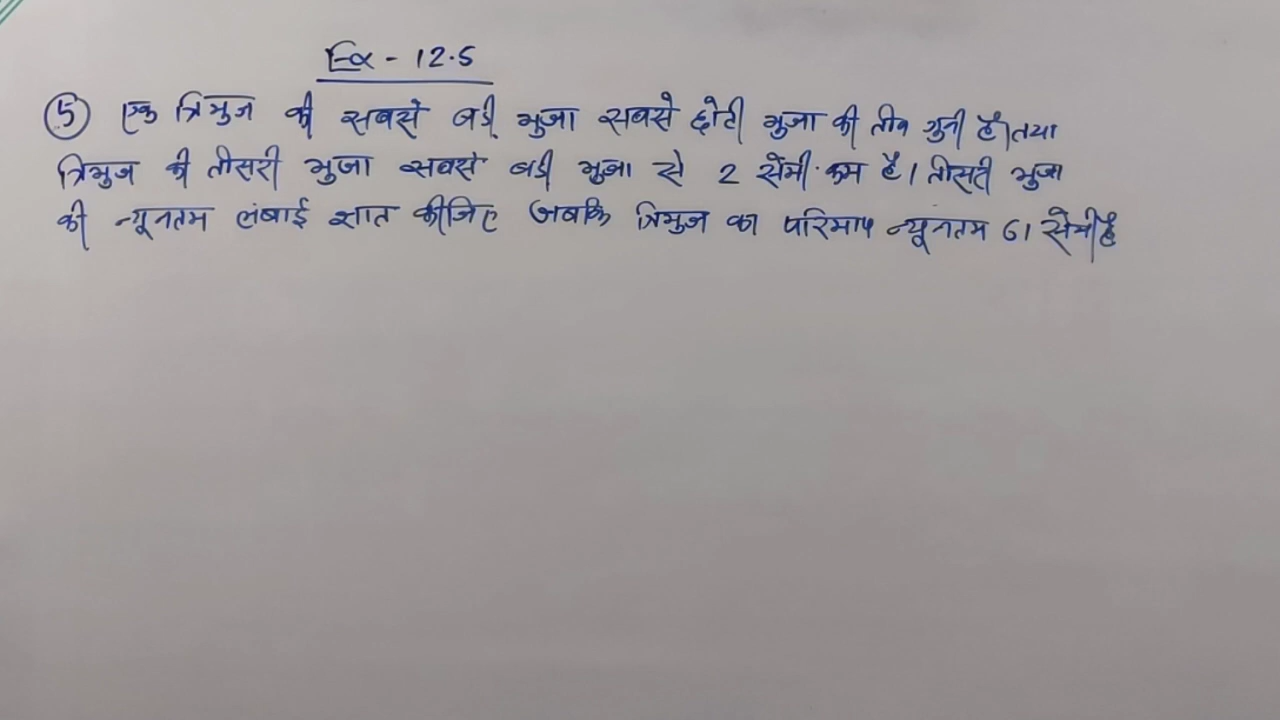 Ex - 12.5
⑤ एक त्रिभुज की सबसे बड़ी भुजा सबसे छोटी भुजा की तीन गुनी है। तथा
त्रिभुज की तीसरी भुजा सबसे बड़ी भुजा से 2 सेमी. कम है। तीसरी भुजा
की न्यूनतम लंबाई ज्ञात कीजिए जबकि त्रिभुज का परिमाप न्यूनतम 61 सेमी है